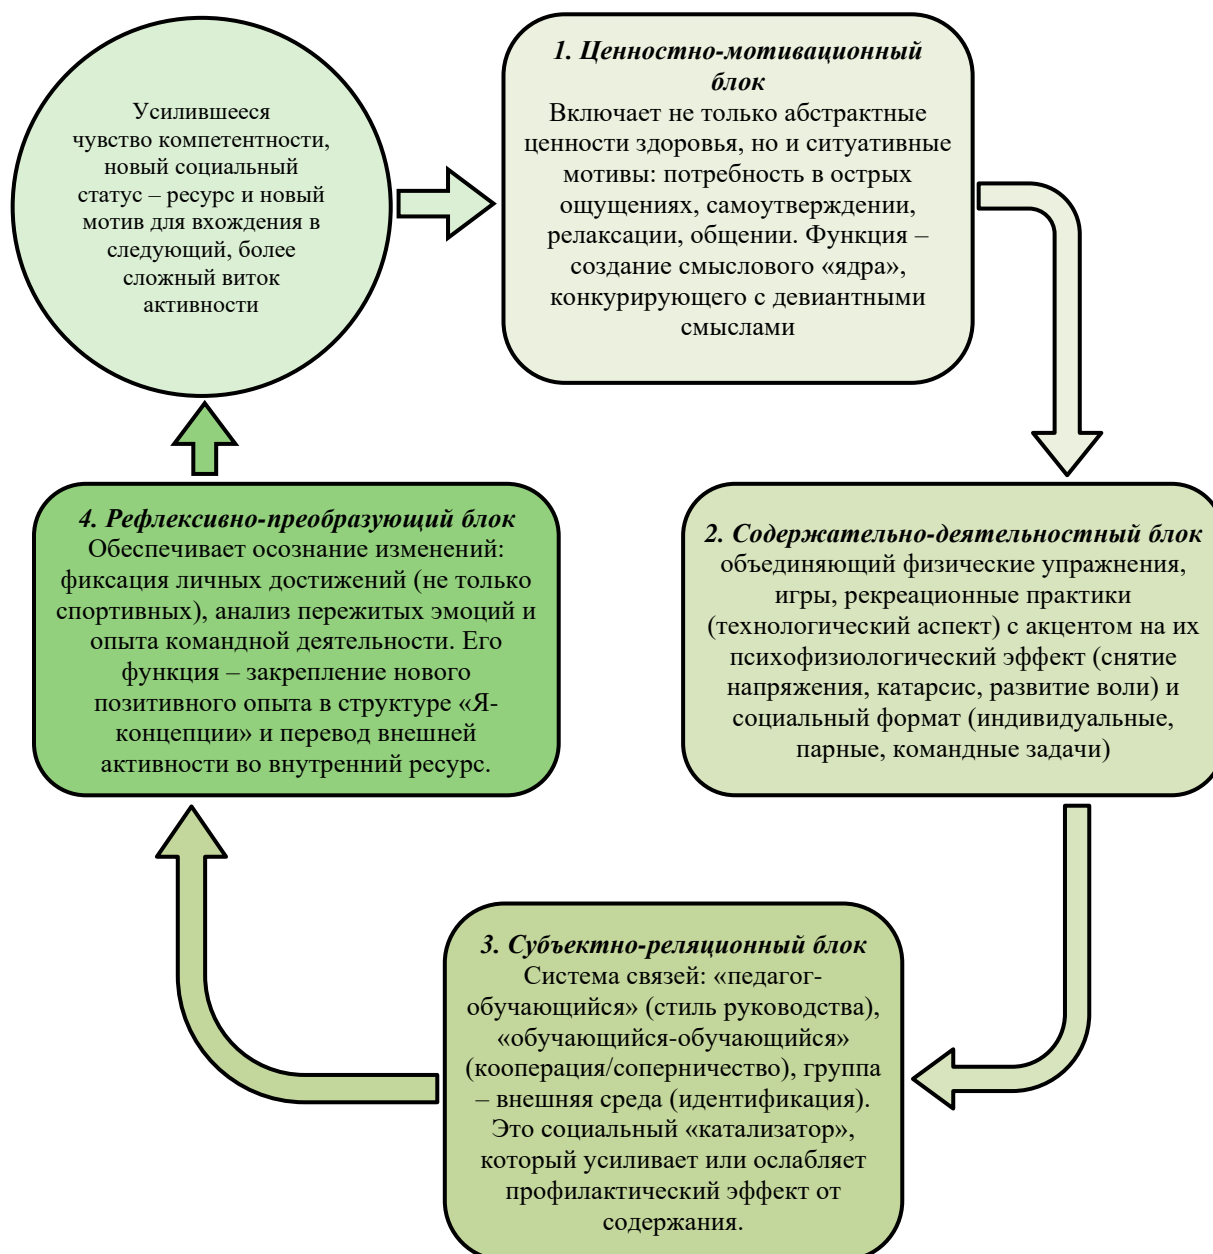 Усилившееся
чувство компетентности,
новый социальный
статус – ресурс и новый
мотив для вхождения в
следующий, более
сложный виток
активности
1. Ценностно-мотивационный
блок
Включает не только абстрактные
ценности здоровья, но и ситуативные
мотивы: потребность в острых
ощущениях, самоутверждении,
релаксации, общении. Функция –
создание смыслового «ядра»,
конкурирующего с девиантными
смыслами
2. Содержательно-деятельностный блок
объединяющий физические упражнения,
игры, рекреационные практики
(технологический аспект) с акцентом на их
психофизиологический эффект (снятие
напряжения, катарсис, развитие воли) и
социальный формат (индивидуальные,
парные, командные задачи)
3. Субъектно-реляционный блок
Система связей: «педагог-
обучающийся» (стиль руководства),
«обучающийся-обучающийся»
(кооперация/соперничество), группа
– внешняя среда (идентификация).
Это социальный «катализатор»,
который усиливает или ослабляет
профилактический эффект от
содержания.
4. Рефлексивно-преобразующий блок
Обеспечивает осознание изменений:
фиксация личных достижений (не только
спортивных), анализ пережитых эмоций и
опыта командной деятельности. Его
функция – закрепление нового
позитивного опыта в структуре «Я-
концепции» и перевод внешней
активности во внутренний ресурс.